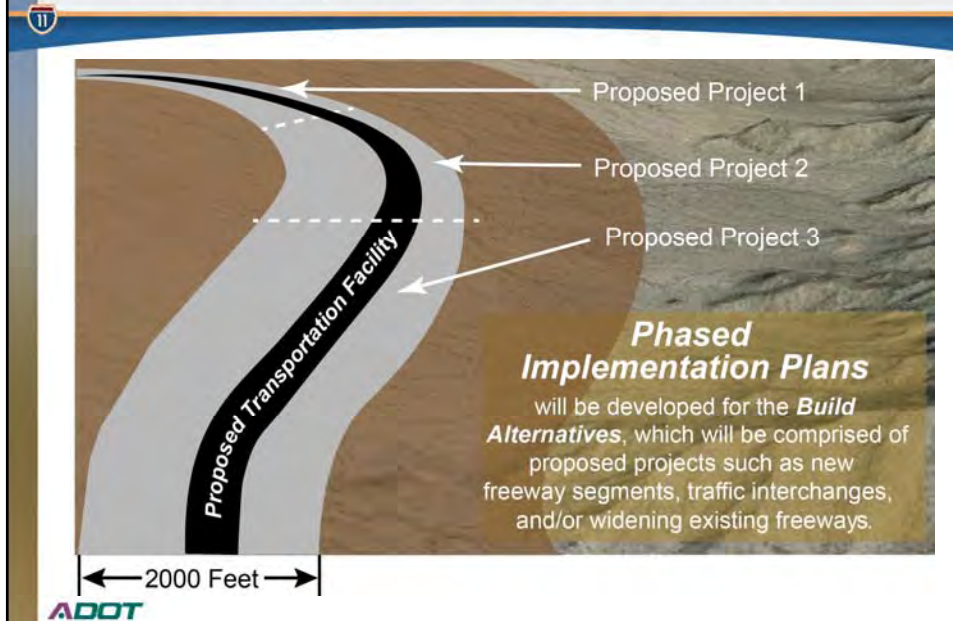 11
Proposed Project 1
Proposed Project 2
Proposed Project 3
Proposed Transportation Facility
Phased
Implementation Plans
will be developed for the Build
Alternatives, which will be comprised of
proposed projects such as new
freeway segments, traffic interchanges,
and/or widening existing freeways.
2000 Feet
ADOT